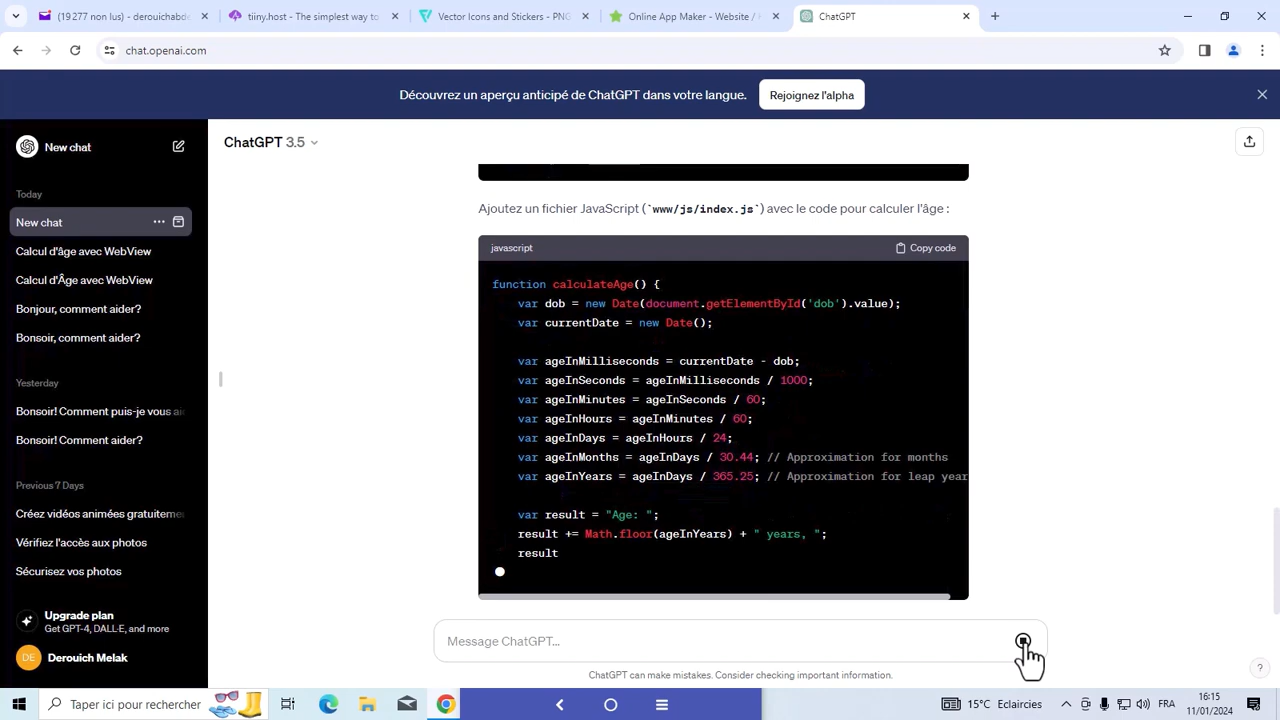 (19 277 non lus) - derouichabde
tiiny.host - The simplest way to
Vector Icons and Stickers - PNG
Online App Maker - Website /
ChatGPT
chat.openai.com
Découvrez un aperçu anticipé de ChatGPT dans votre langue.
Rejoignez l'alpha
New chat
ChatGPT 3.5
Today
New chat
Calcul d'âge avec WebView
Calcul d'Âge avec WebView
Bonjour, comment aider?
Bonsoir, comment aider?
Yesterday
Bonsoir! Comment puis-je vous aid
Bonsoir! Comment aider?
Previous 7 Days
Créez vidéos animées gratuiteme
Vérifiez l'accès aux photos
Sécurisez vos photos
Upgrade plan
Get GPT-4, DALL·E, and more
DE
Derouich Melak
Ajoutez un fichier JavaScript (`www/js/index.js`) avec le code pour calculer l'âge :
javascript
Copy code
function calculateAge() {
var dob = new Date(document.getElementById('dob').value);
var currentDate = new Date();
var ageInMilliseconds = currentDate - dob;
var ageInSeconds = ageInMilliseconds / 1000;
var ageInMinutes = ageInSeconds / 60;
var ageInHours = ageInMinutes / 60;
var ageInDays = ageInHours / 24;
var ageInMonths = ageInDays / 30.44; // Approximation for months
var ageInYears = ageInDays / 365.25; // Approximation for leap year
var result = "Age: ";
result += Math.floor(ageInYears) + " years, ";
result
Message ChatGPT...
ChatGPT can make mistakes. Consider checking important information.
?
Taper ici pour rechercher
15°C Eclaircies
FRA
16:15
11/01/2024